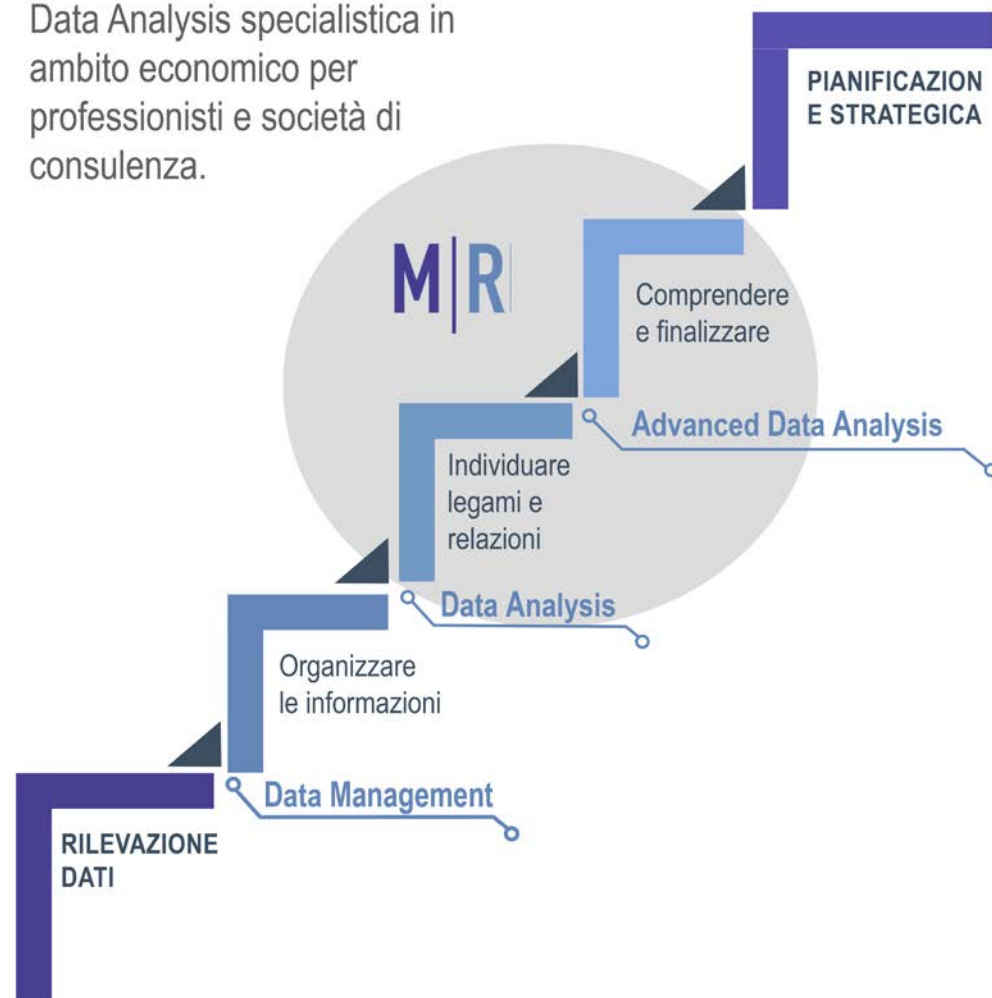 Data Analysis specialistica in
ambito economico per
professionisti e società di
consulenza.
PIANIFICAZION
E STRATEGICA
M|R
Comprendere
e finalizzare
Advanced Data Analysis
Individuare
legami e
relazioni
Data Analysis
Organizzare
le informazioni
Data Management
RILEVAZIONE
DATI